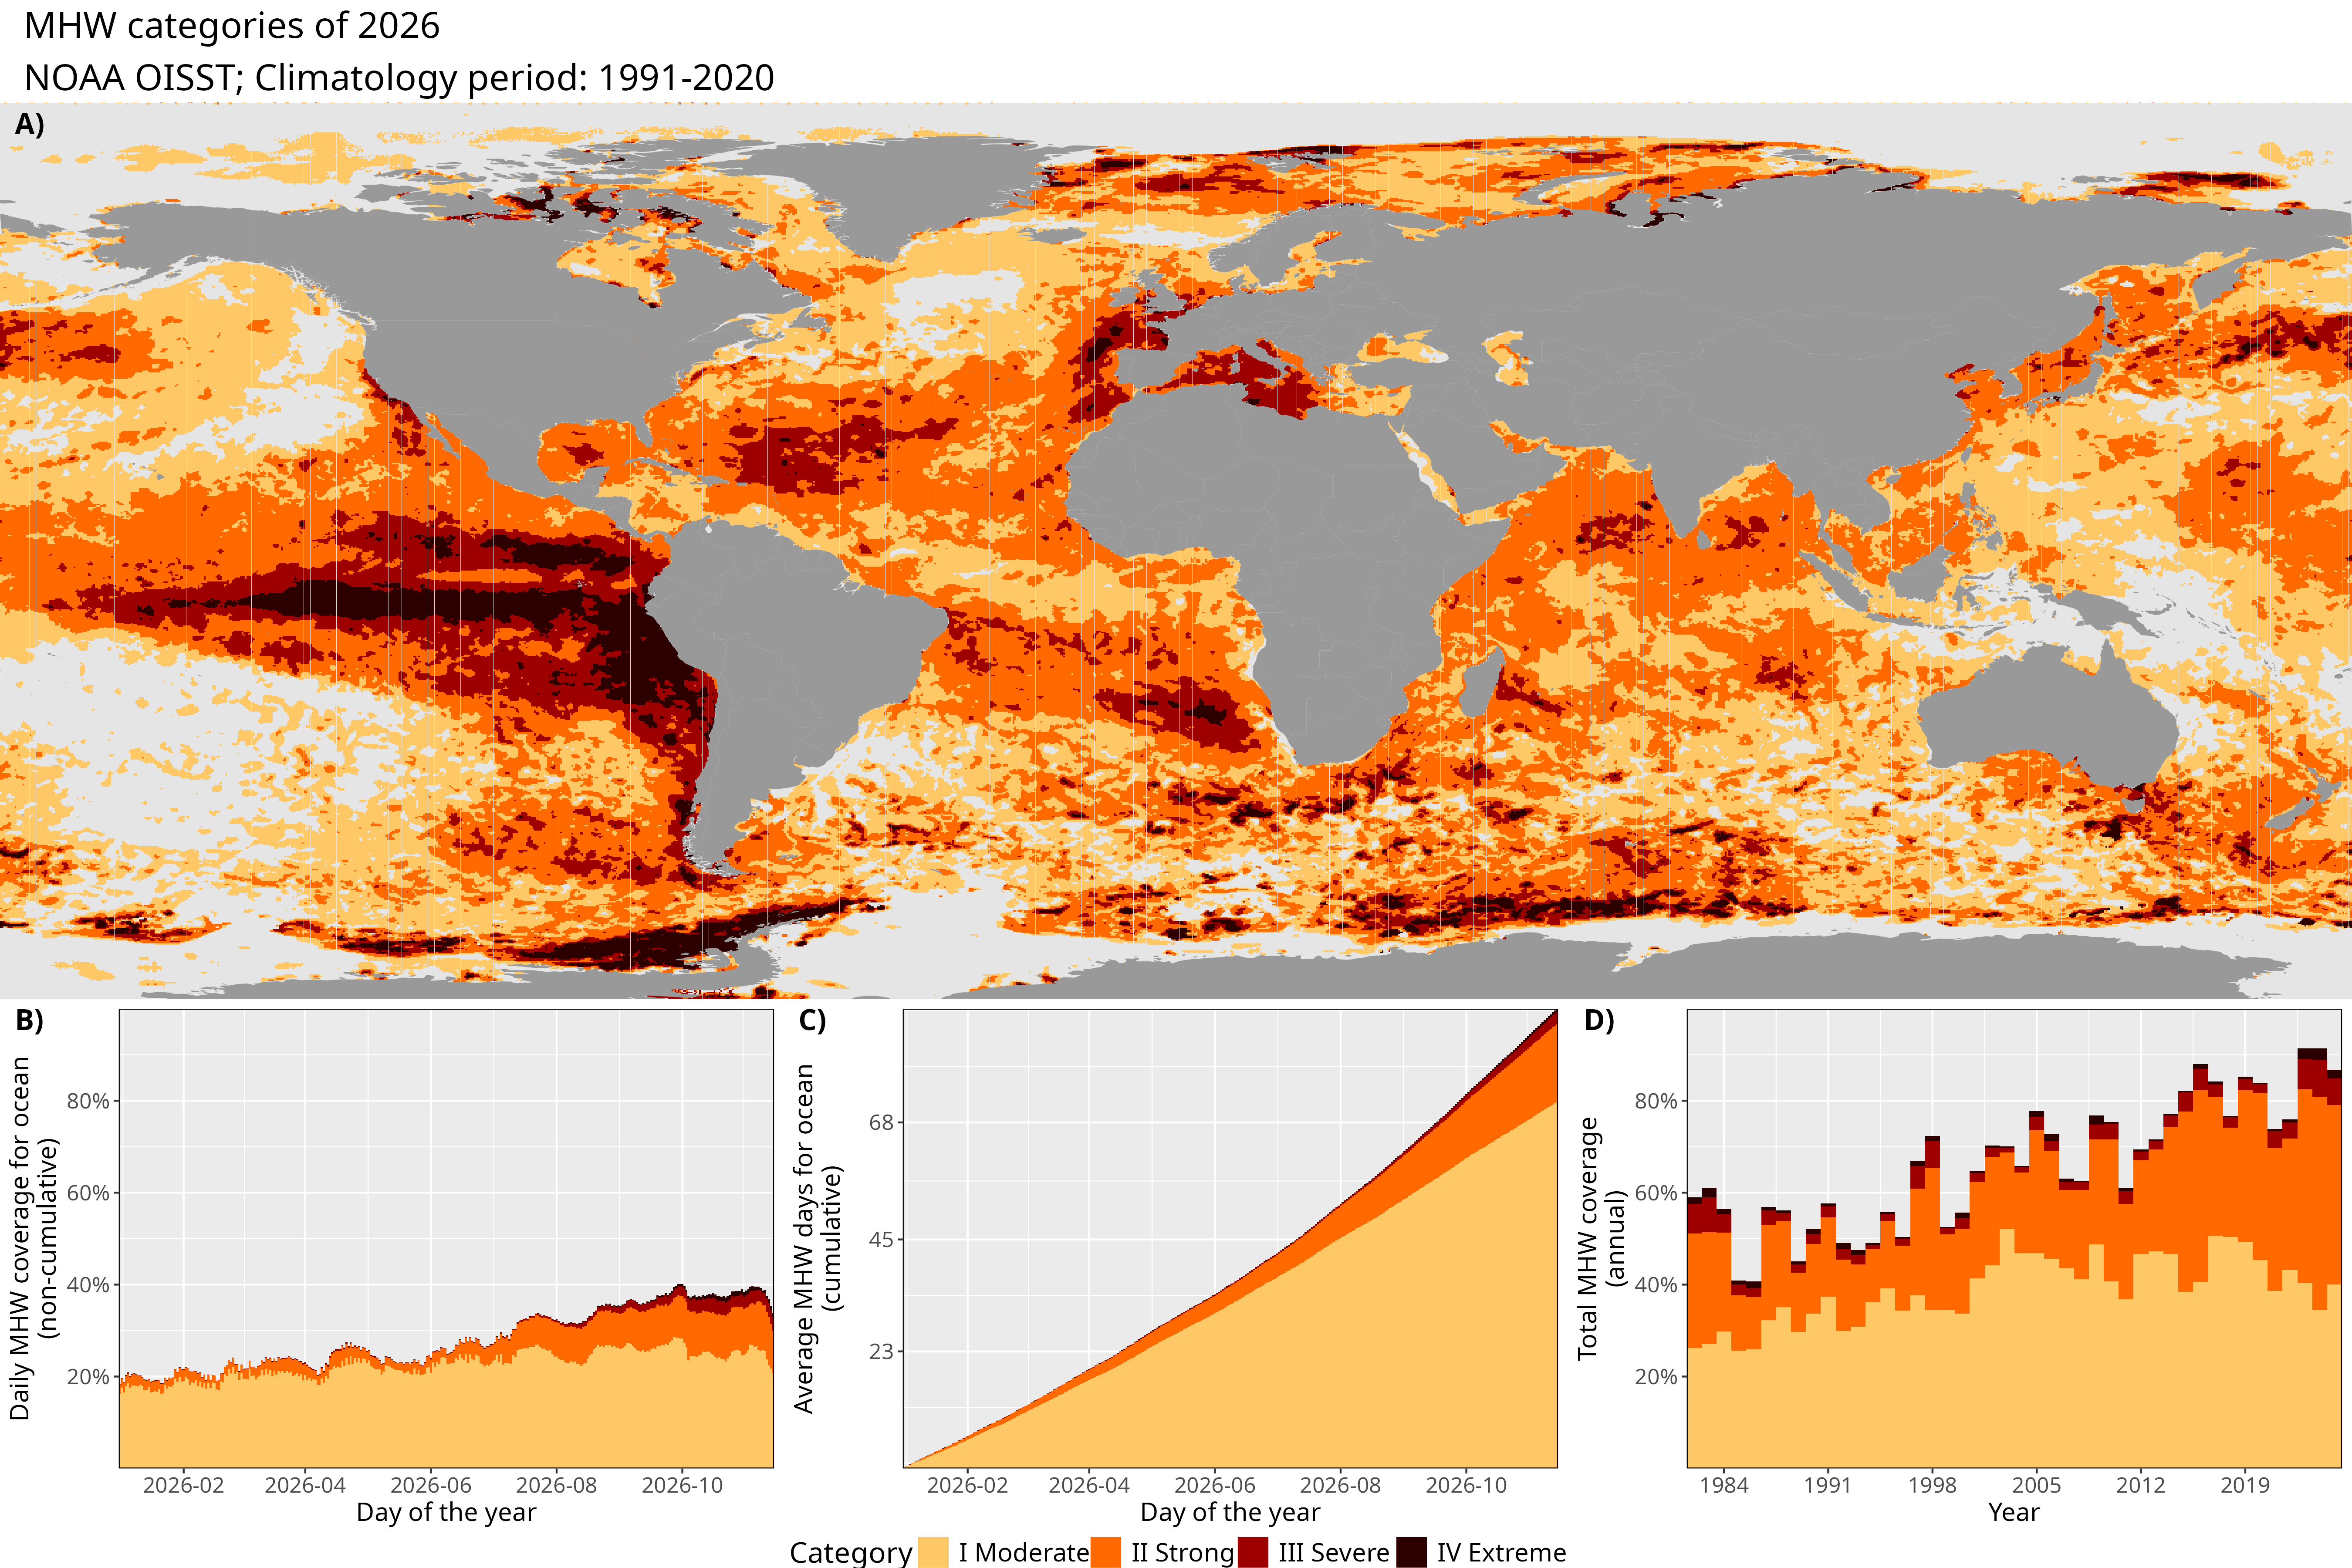 MHW categories of 2026
NOAA OISST; Climatology period: 1991-2020
A)
B)
Daily MHW coverage for ocean
(non-cumulative)
80%
60%
40%
20%
2026-02 2026-04 2026-06 2026-08 2026-10
Day of the year
C)
Average MHW days for ocean
(cumulative)
68
45
23
2026-02 2026-04 2026-06 2026-08 2026-10
Day of the year
D)
Total MHW coverage
(annual)
80%
60%
40%
20%
1984 1991 1998 2005 2012 2019
Year
Category I Moderate II Strong III Severe IV Extreme